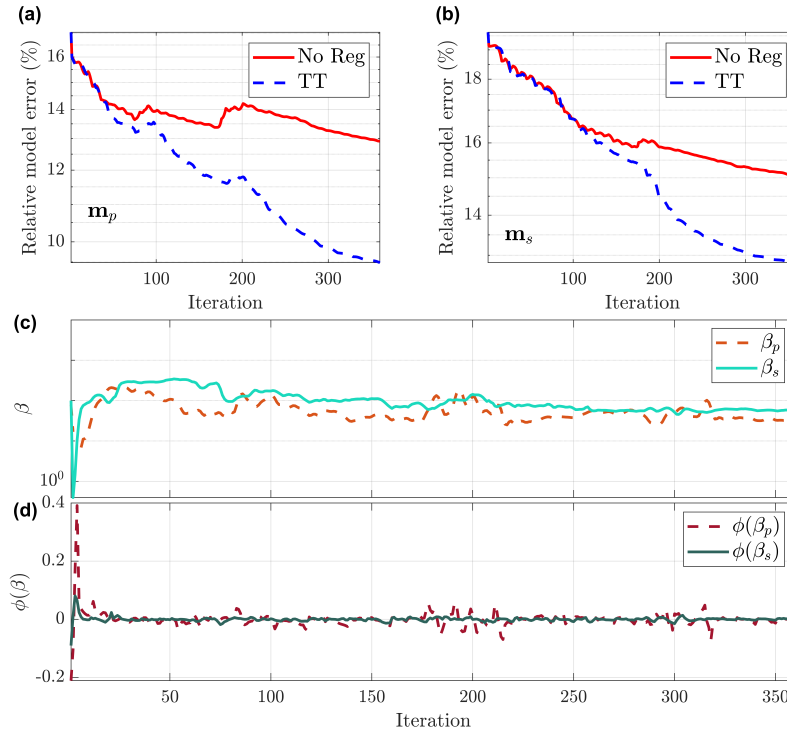 (a)
Relative model error (%)
16
14
12
10
No Reg
TT
m_p
100
200
300
Iteration
(b)
Relative model error (%)
18
16
14
No Reg
TT
m_s
100
200
300
Iteration
(c)
β
10⁰
β_p
β_s
(d)
ϕ(β)
0.4
0.2
0
-0.2
ϕ(β_p)
ϕ(β_s)
50
100
150
200
250
300
350
Iteration